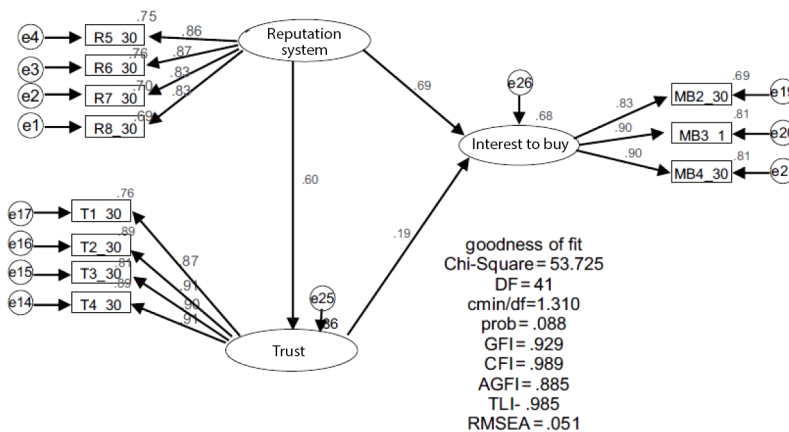 Reputation
system
e4
R5_30
.75
.86
e3
R6_30
.76
.87
e2
R7_30
.70
.83
e1
R8_30
.69
.83
.69
.60
.19
e26
.68
Interest to buy
.83
.90
.90
.69
MB2_30
e19
.81
MB3_1
e20
.81
MB4_30
e2
e17
T1_30
.76
.87
e16
T2_30
.89
.91
e15
T3_30
.81
.90
e14
T4_30
.91
e25
Trust
goodness of fit
Chi-Square = 53.725
DF = 41
cmin/df=1.310
prob = .088
GFI = .929
CFI = .989
AGFI = .885
TLI- .985
RMSEA = .051